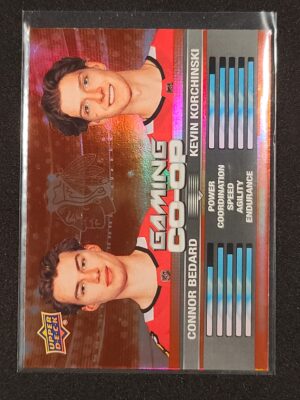 GAMING
CO-OP
CONNOR BEDARD
KEVIN KORCHINSKI
POWER
COORDINATION
SPEED
AGILITY
ENDURANCE
UPPER
DECK